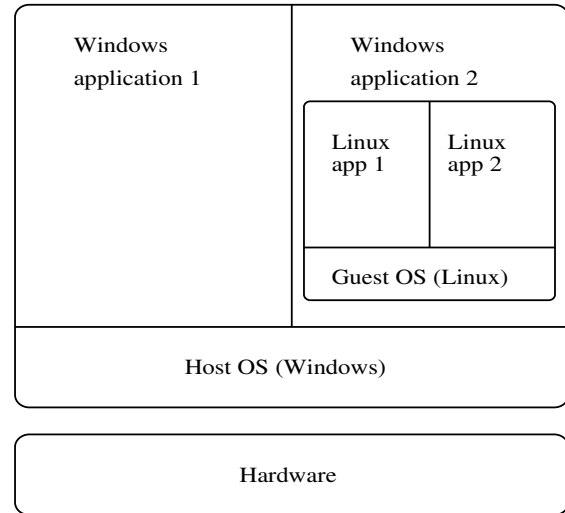 Windows
application 1
Windows
application 2
Linux
app 1
Linux
app 2
Guest OS (Linux)
Host OS (Windows)
Hardware